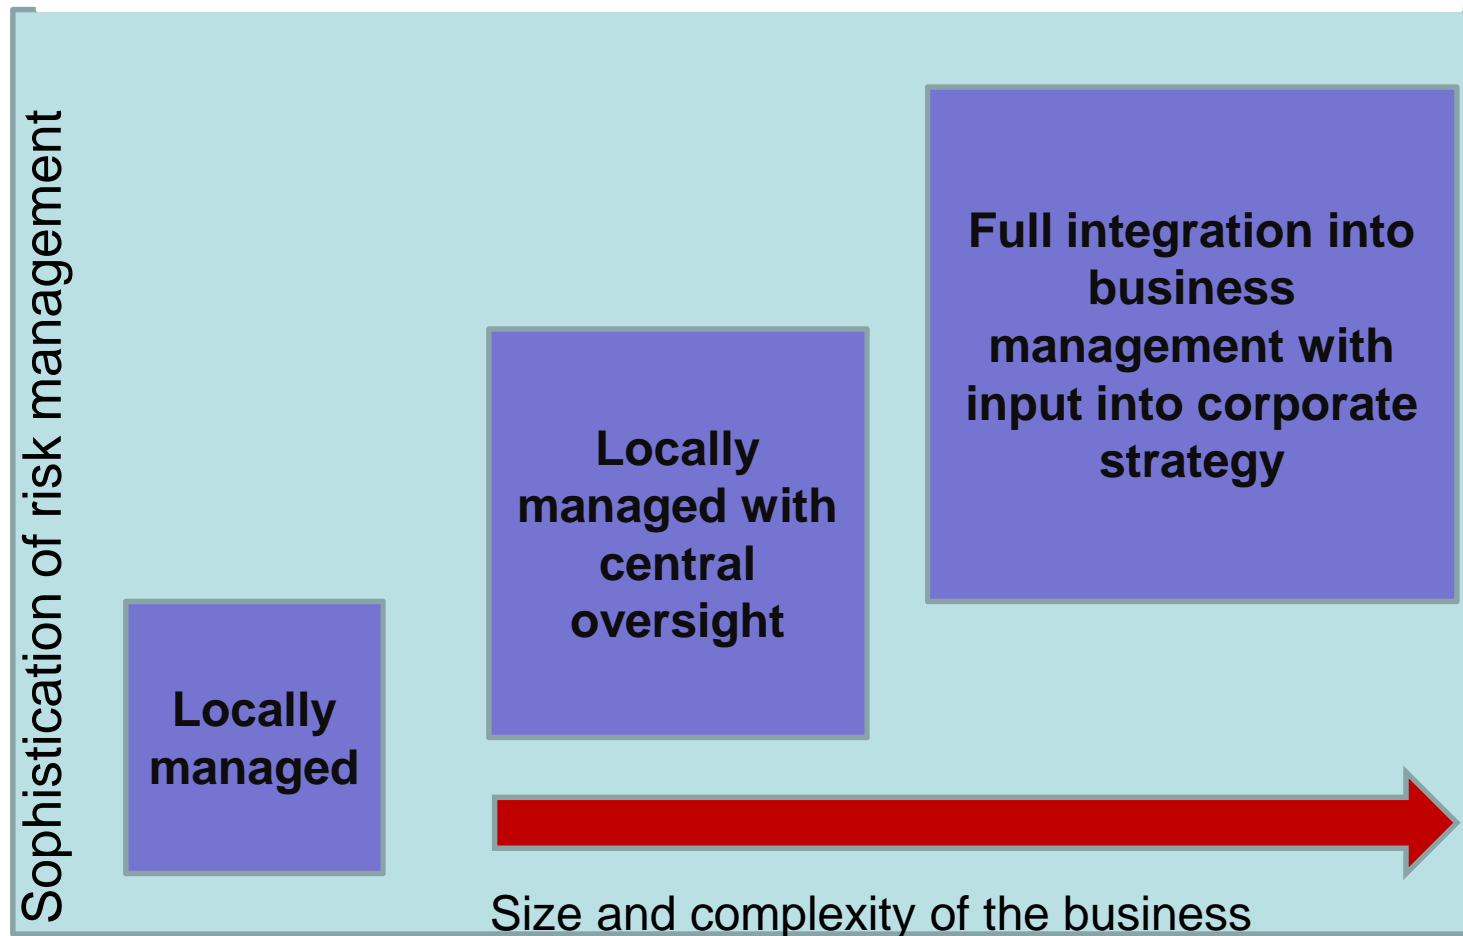 Sophistication of risk management
Locally
managed
Locally
managed with
central
oversight
Full integration into
business
management with
input into corporate
strategy
Size and complexity of the business